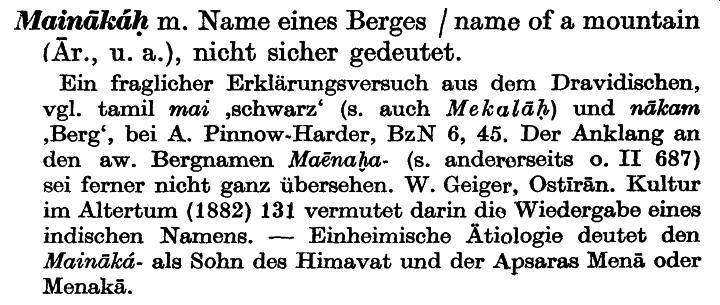 Mainākáḥ m. Name eines Berges / name of a mountain
(Ār., u. a.), nicht sicher gedeutet.
Ein fraglicher Erklärungsversuch aus dem Dravidischen,
vgl. tamil mai ‚schwarz‘ (s. auch Mekalāḥ) und nākam
‚Berg‘, bei A. Pinnow-Harder, BzN 6, 45. Der Anklang an
den aw. Bergnamen Maēnaḫa- (s. andererseits o. II 687)
sei ferner nicht ganz übersehen. W. Geiger, Ostīrān. Kultur
im Altertum (1882) 131 vermutet darin die Wiedergabe eines
indischen Namens. — Einheimische Ätiologie deutet den
Maināká- als Sohn des Himavat und der Apsaras Menā oder
Menakā.